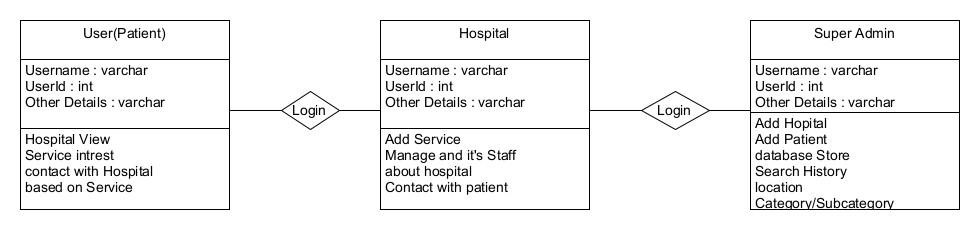 User(Patient)
Username : varchar
UserId : int
Other Details : varchar
Hospital View
Service intrest
contact with Hospital
based on Service
Login
Hospital
Username : varchar
UserId : int
Other Details : varchar
Add Service
Manage and it's Staff
about hospital
Contact with patient
Login
Super Admin
Username : varchar
UserId : int
Other Details : varchar
Add Hopital
Add Patient
database Store
Search History
location
Category/Subcategory